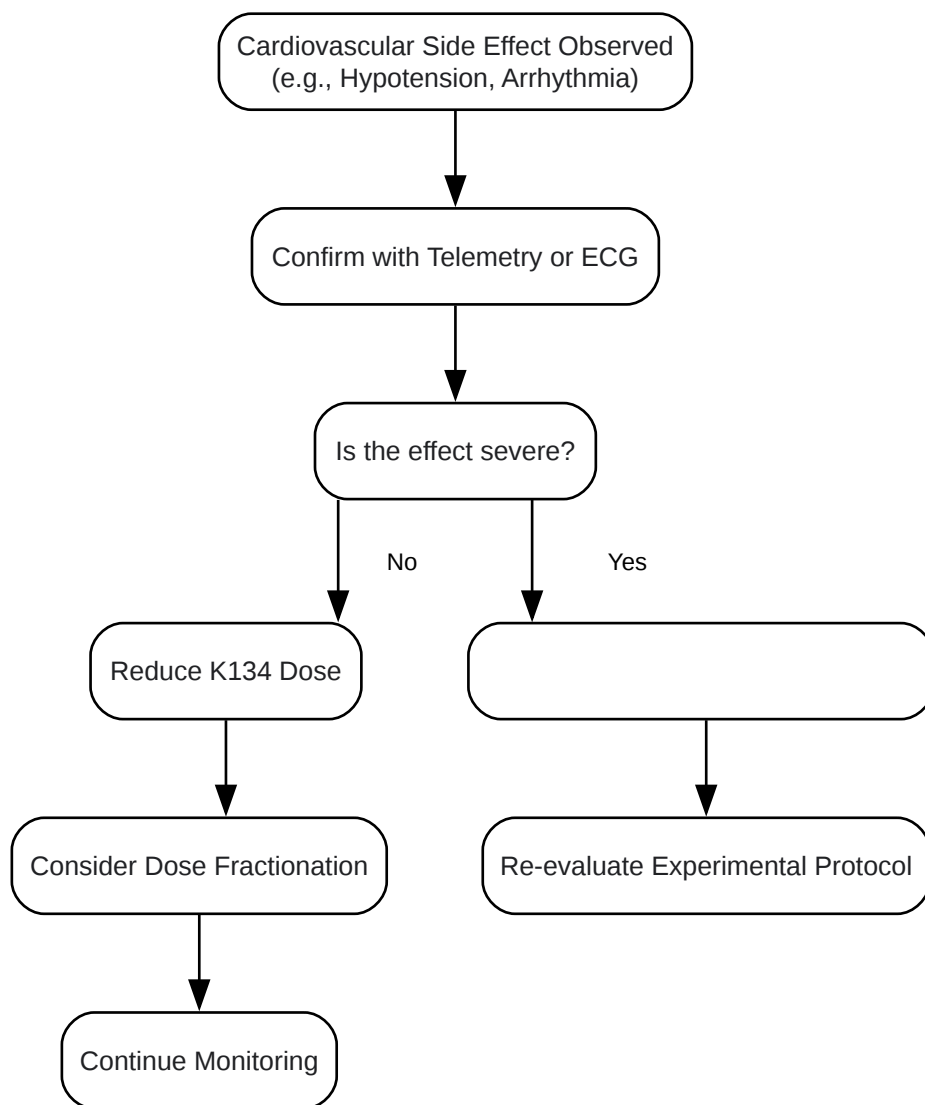 Cardiovascular Side Effect Observed
(e.g., Hypotension, Arrhythmia)
Confirm with Telemetry or ECG
Is the effect severe?
No
Yes
Reduce K134 Dose
Consider Dose Fractionation
Re-evaluate Experimental Protocol
Continue Monitoring